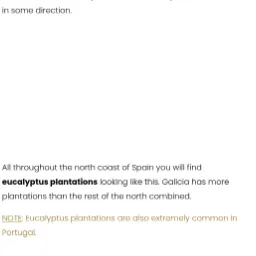 in some direction.
All throughout the north coast of Spain you will find
eucalyptus plantations looking like this. Galicia has more
plantations than the rest of the north combined.
NOTE: Eucalyptus plantations are also extremely common in
Portugal.